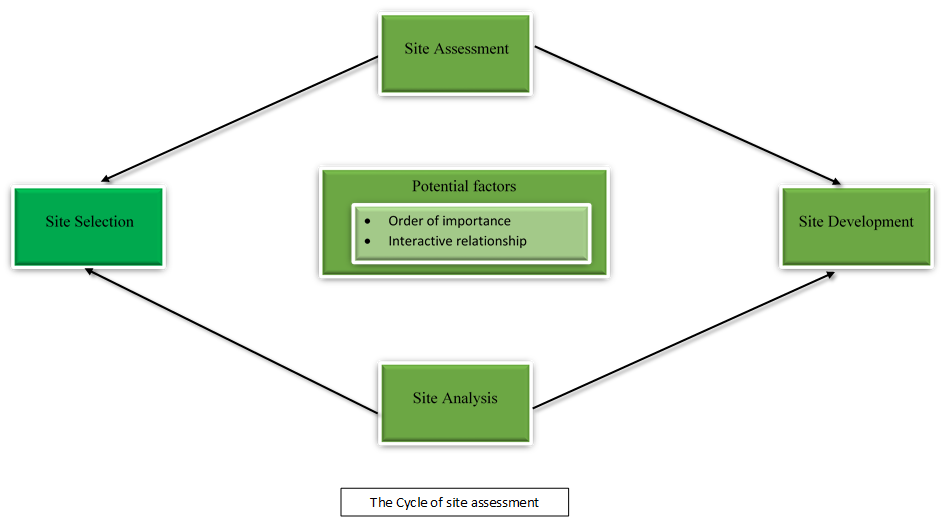 Site Assessment
Site Selection
Potential factors
• Order of importance
• Interactive relationship
Site Development
Site Analysis
The Cycle of site assessment